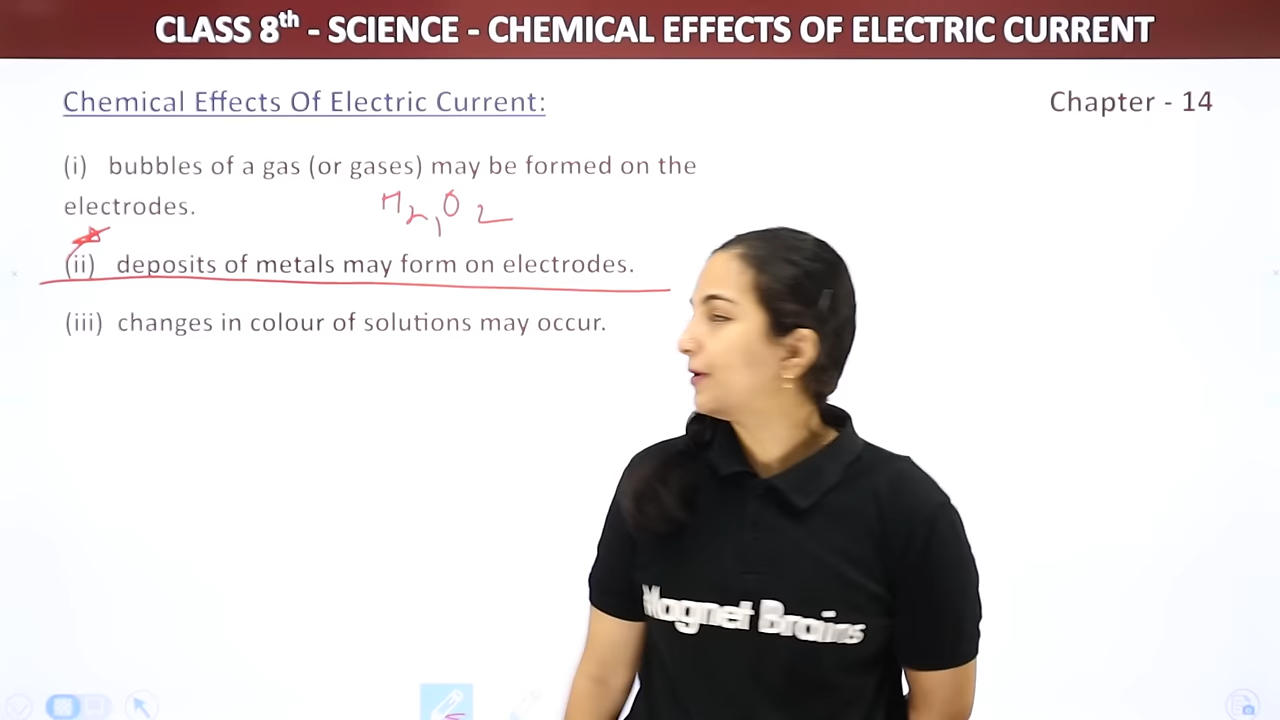 CLASS 8th - SCIENCE - CHEMICAL EFFECTS OF ELECTRIC CURRENT
Chemical Effects Of Electric Current:
Chapter - 14
(i) bubbles of a gas (or gases) may be formed on the
electrodes.
H2, O2
(ii) deposits of metals may form on electrodes.
(iii) changes in colour of solutions may occur.
Magnet Brains